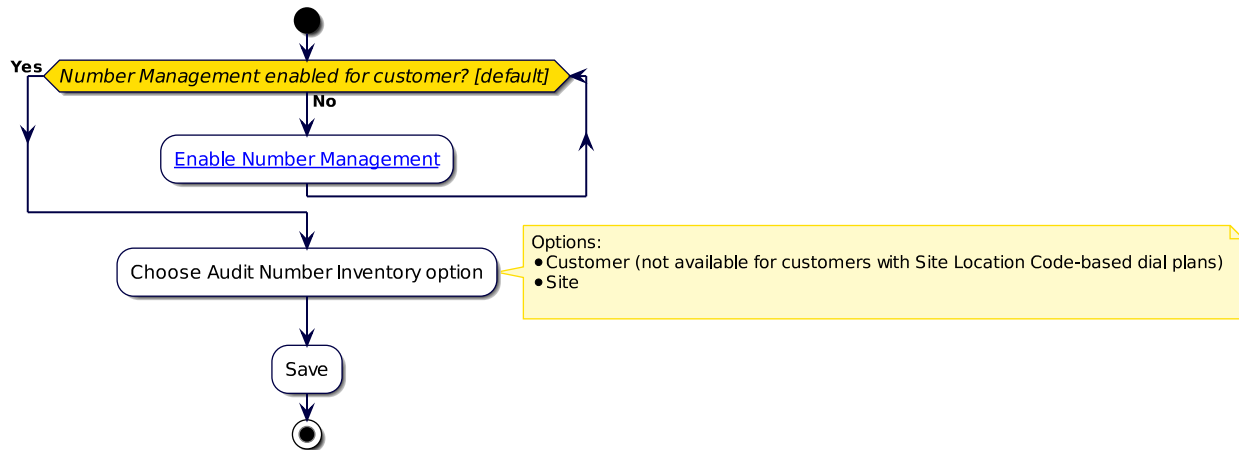 Yes
Number Management enabled for customer? [default]
No
Enable Number Management
Choose Audit Number Inventory option
Options:
•Customer (not available for customers with Site Location Code-based dial plans)
•Site
Save